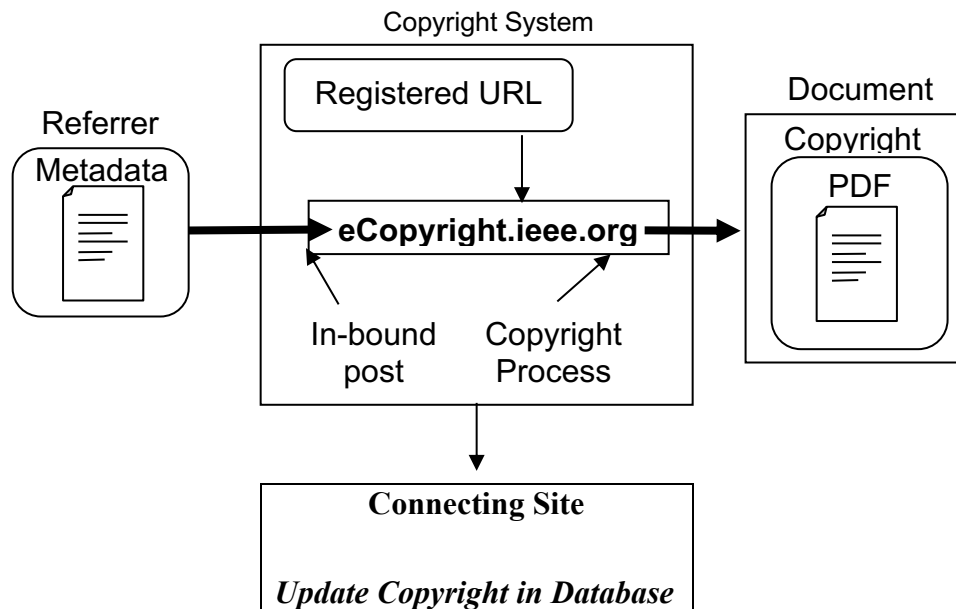 Copyright System
Registered URL
Referrer
Metadata
eCopyright.ieee.org
In-bound
post
Copyright
Process
Document
Copyright
PDF
Connecting Site
Update Copyright in Database